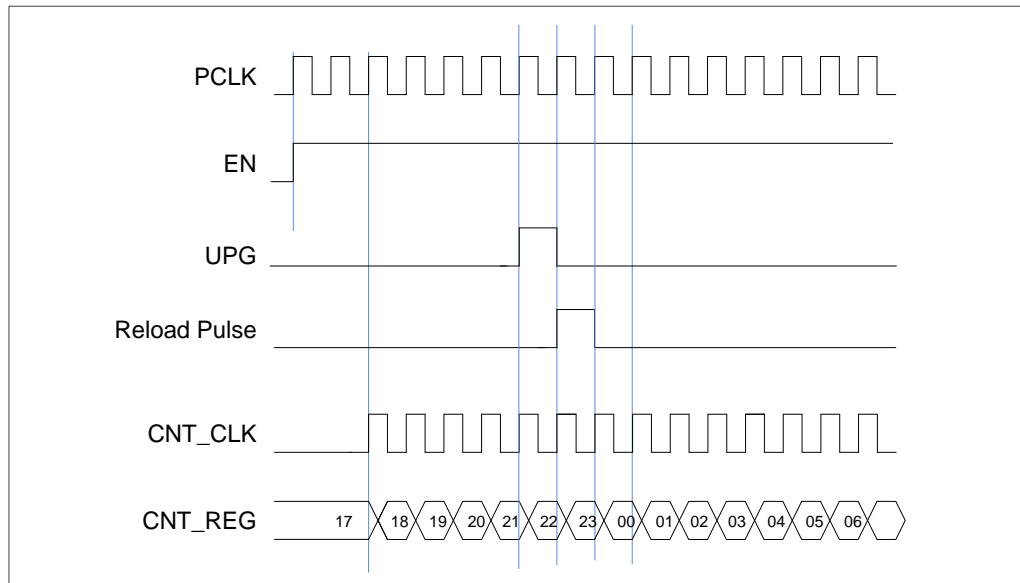 PCLK
EN
UPG
Reload Pulse
CNT_CLK
CNT_REG 17 18 19 20 21 22 23 00 01 02 03 04 05 06